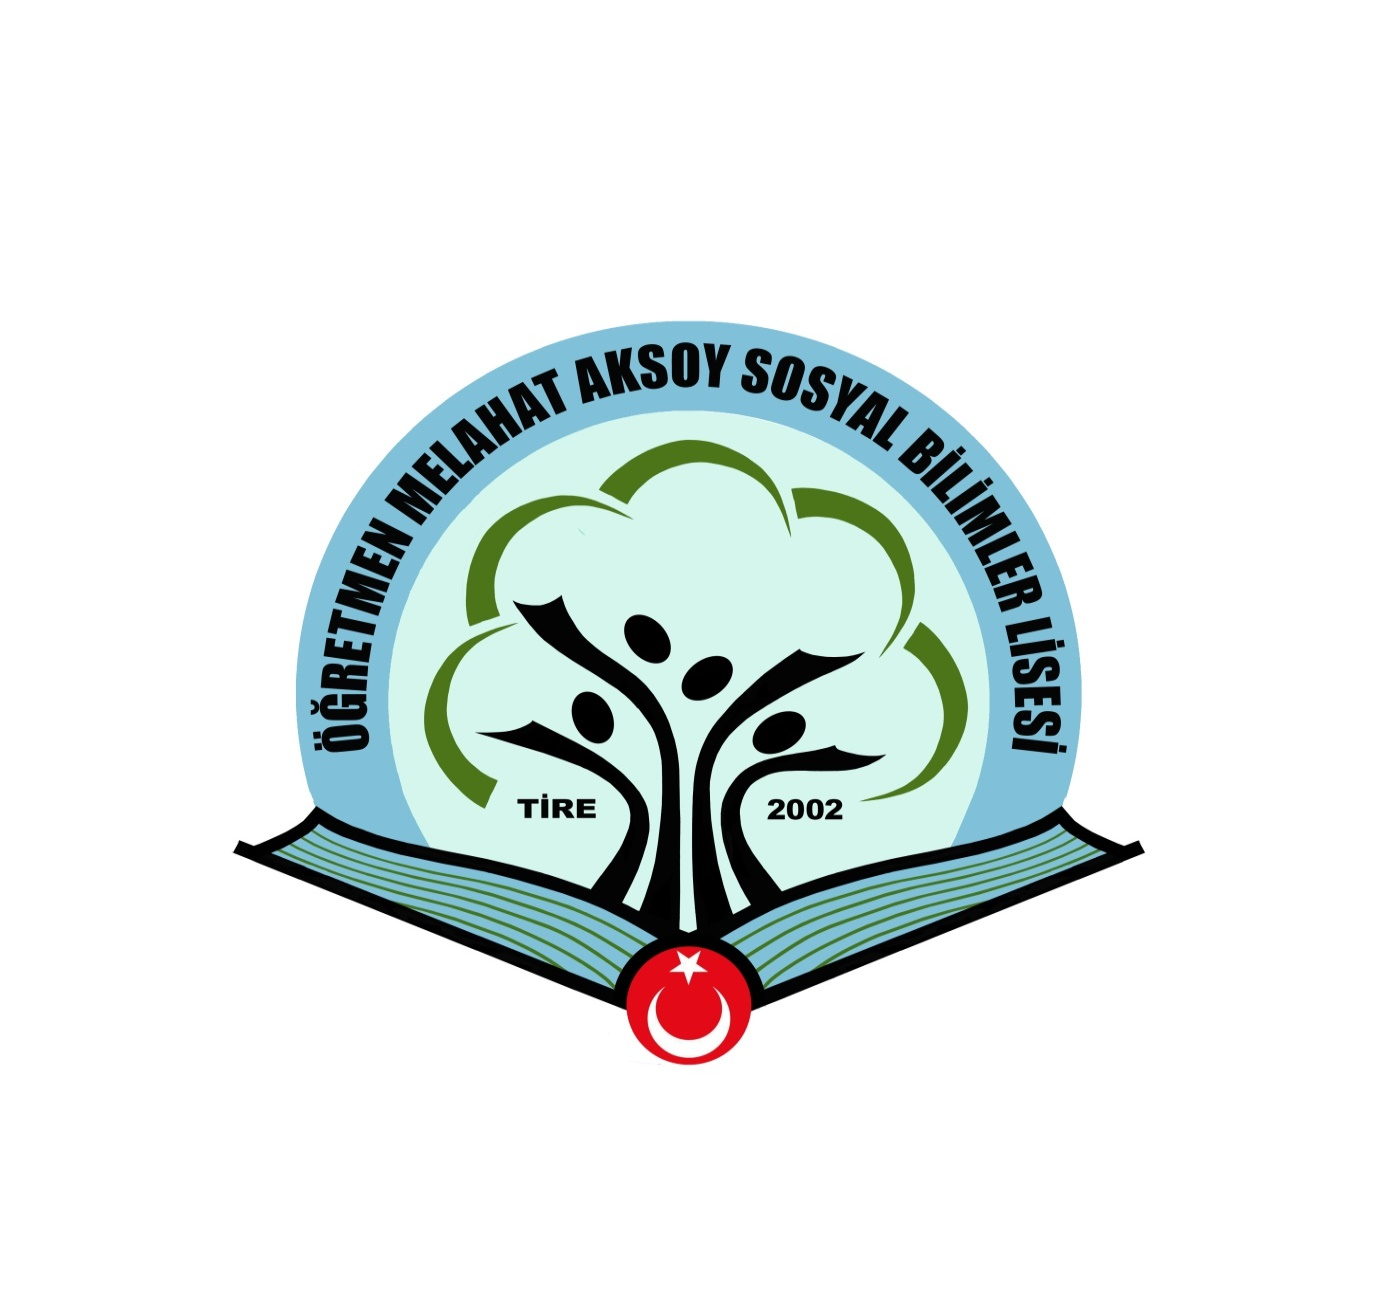 ÖĞRETMEN MELAHAT AKSOY SOSYAL BİLİMLER LİSESİ
TİRE
2002